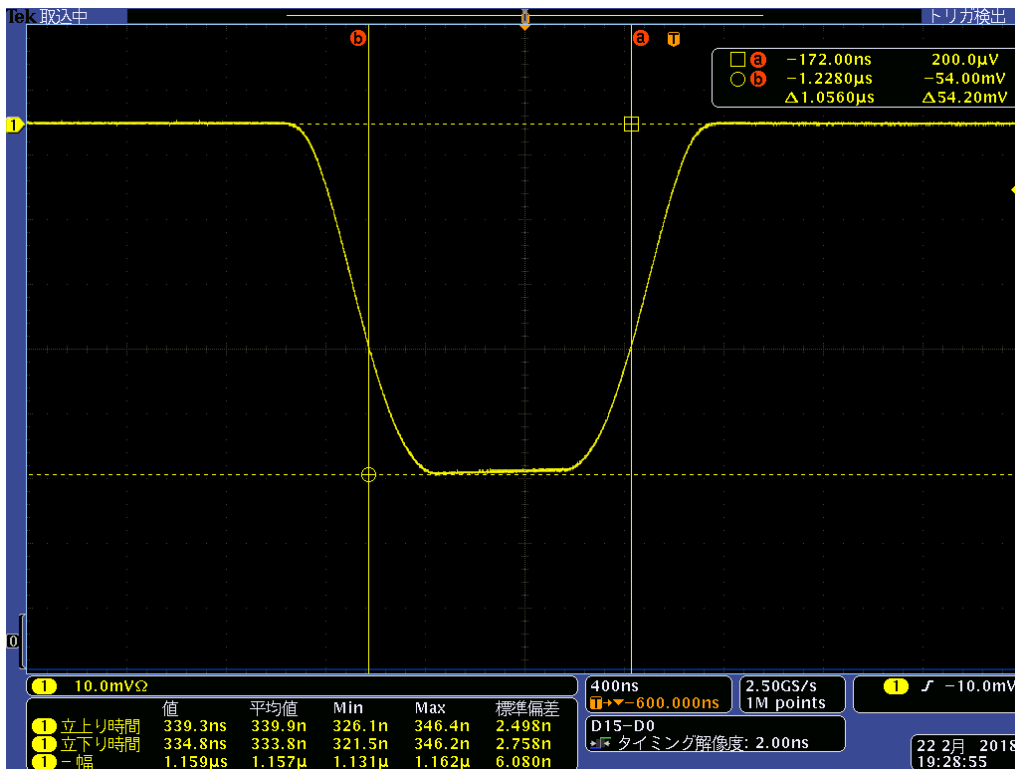 Tek 取込中 トリガ検出
b a T
a −172.00ns 200.0µV
b −1.2280µs −54.00mV
Δ1.0560µs Δ54.20mV
1
0
1 10.0mVΩ
400ns
T→▼−600.000ns
2.50GS/s
1M points
1 ∫ −10.0mV
値 平均値 Min Max 標準偏差
1 立上り時間 339.3ns 339.9n 326.1n 346.4n 2.498n
1 立下り時間 334.8ns 333.8n 321.5n 346.2n 2.758n
1 −幅 1.159µs 1.157µ 1.131µ 1.162µ 6.080n
D15−D0
タイミング解像度: 2.00ns
22 2月 2018
19:28:55